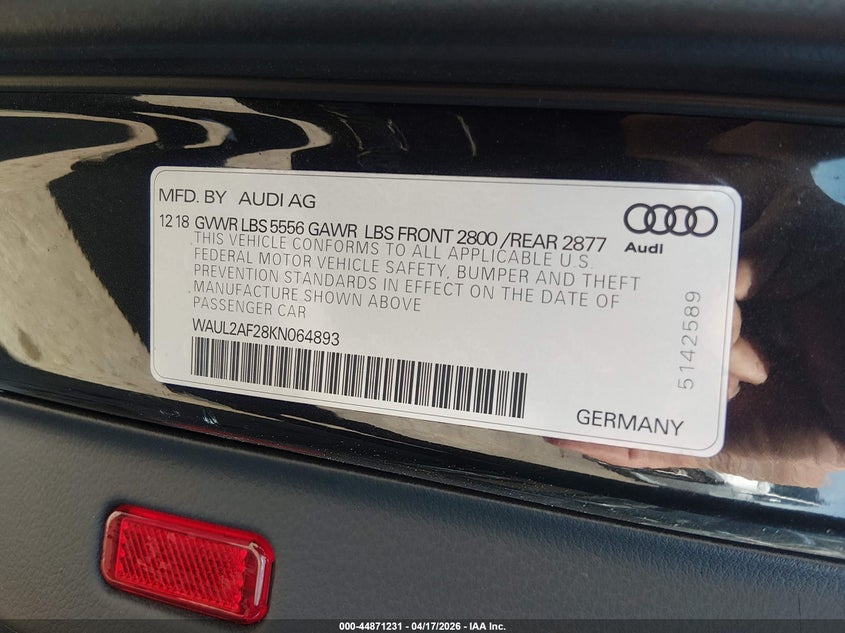 MFD. BY AUDI AG
12 18 GVWR LBS 5556 GAWR LBS FRONT 2800 /REAR 2877
THIS VEHICLE CONFORMS TO ALL APPLICABLE U.S.
FEDERAL MOTOR VEHICLE SAFETY, BUMPER AND THEFT
PREVENTION STANDARDS IN EFFECT ON THE DATE OF
MANUFACTURE SHOWN ABOVE
PASSENGER CAR
WAUL2AF28KN064893
Audi
5142589
GERMANY
000-44871231 - 04/17/2026 - IAA Inc.